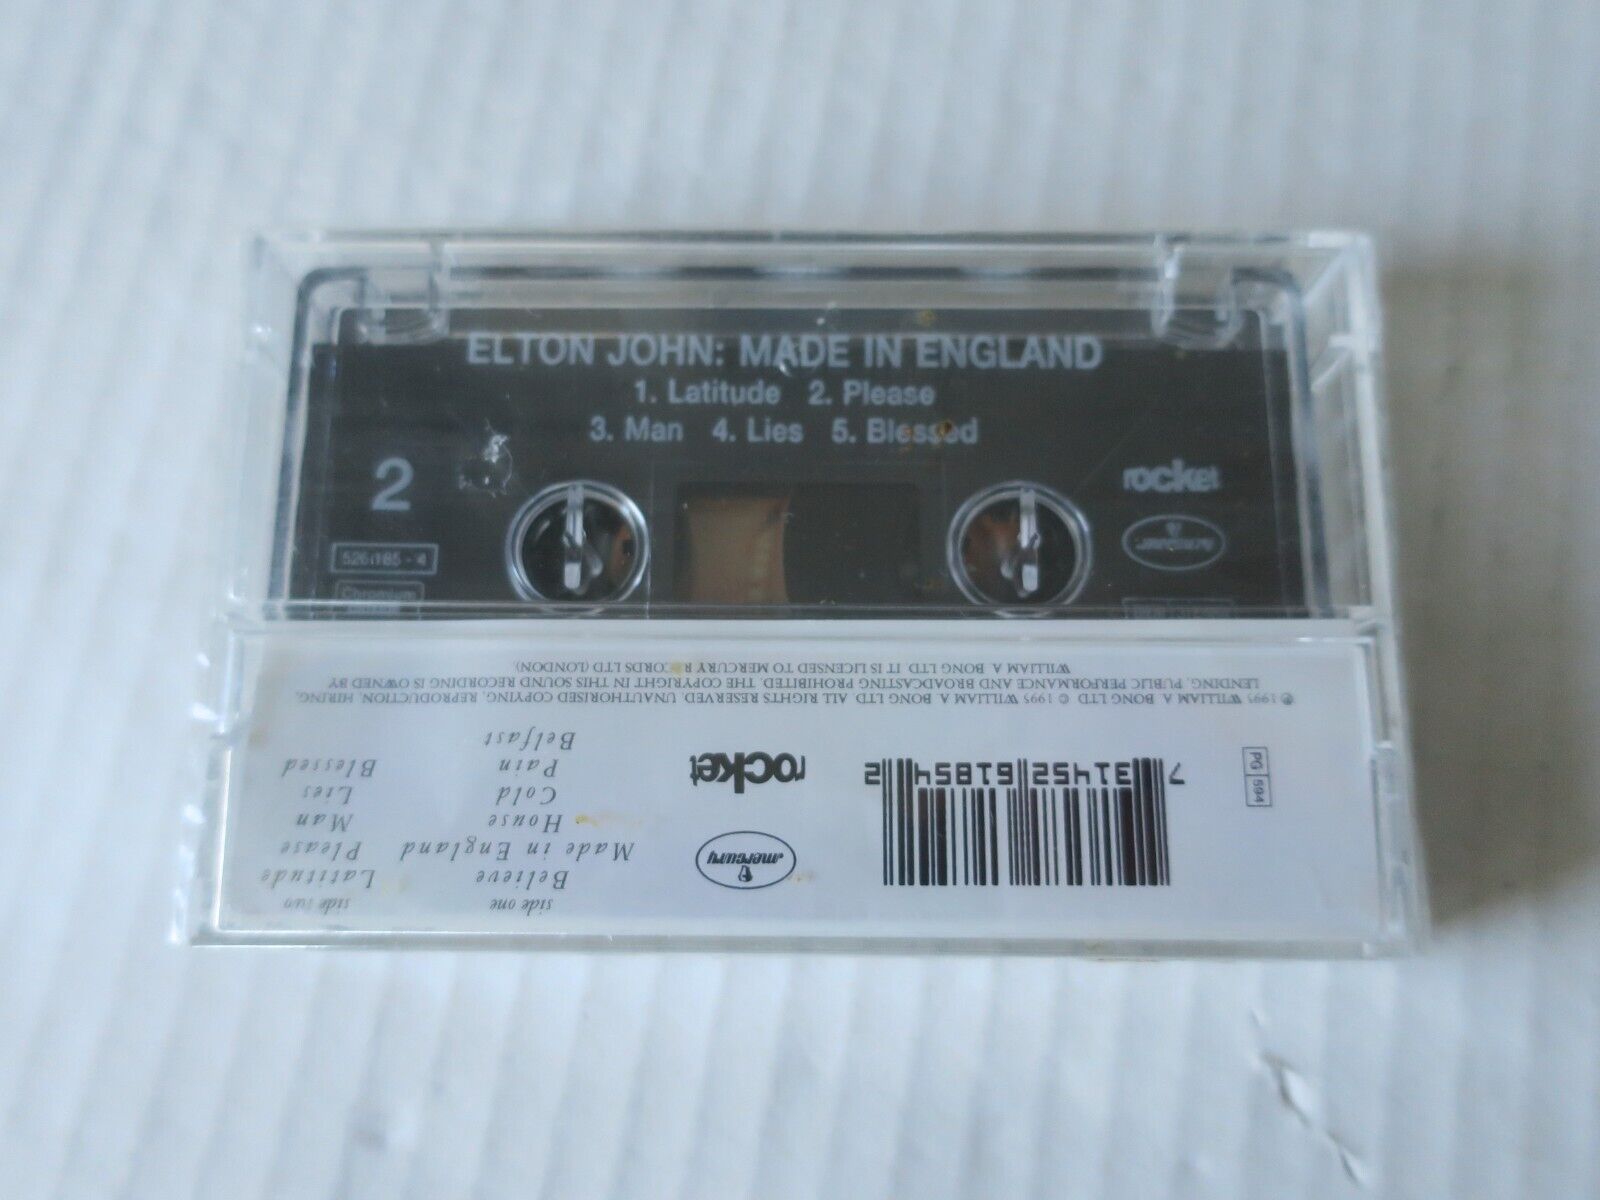 ELTON JOHN: MADE IN ENGLAND
1. Latitude 2. Please
3. Man 4. Lies 5. Blessed
2
rocket
mercury
526 185 - 4
Chromium
side one
Believe
Made in England
House
Cold
Pain
Belfast
side two
Latitude
Please
Man
Lies
Blessed
mercury
rocket
7 31452 61854 2
PG 594
℗ 1995 WILLIAM A. BONG LTD © 1995 WILLIAM A. BONG LTD ALL RIGHTS RESERVED. UNAUTHORISED COPYING, REPRODUCTION, HIRING,
LENDING, PUBLIC PERFORMANCE AND BROADCASTING PROHIBITED. THE COPYRIGHT IN THIS SOUND RECORDING IS OWNED BY
WILLIAM A. BONG LTD. IT IS LICENSED TO MERCURY RECORDS LTD (LONDON).